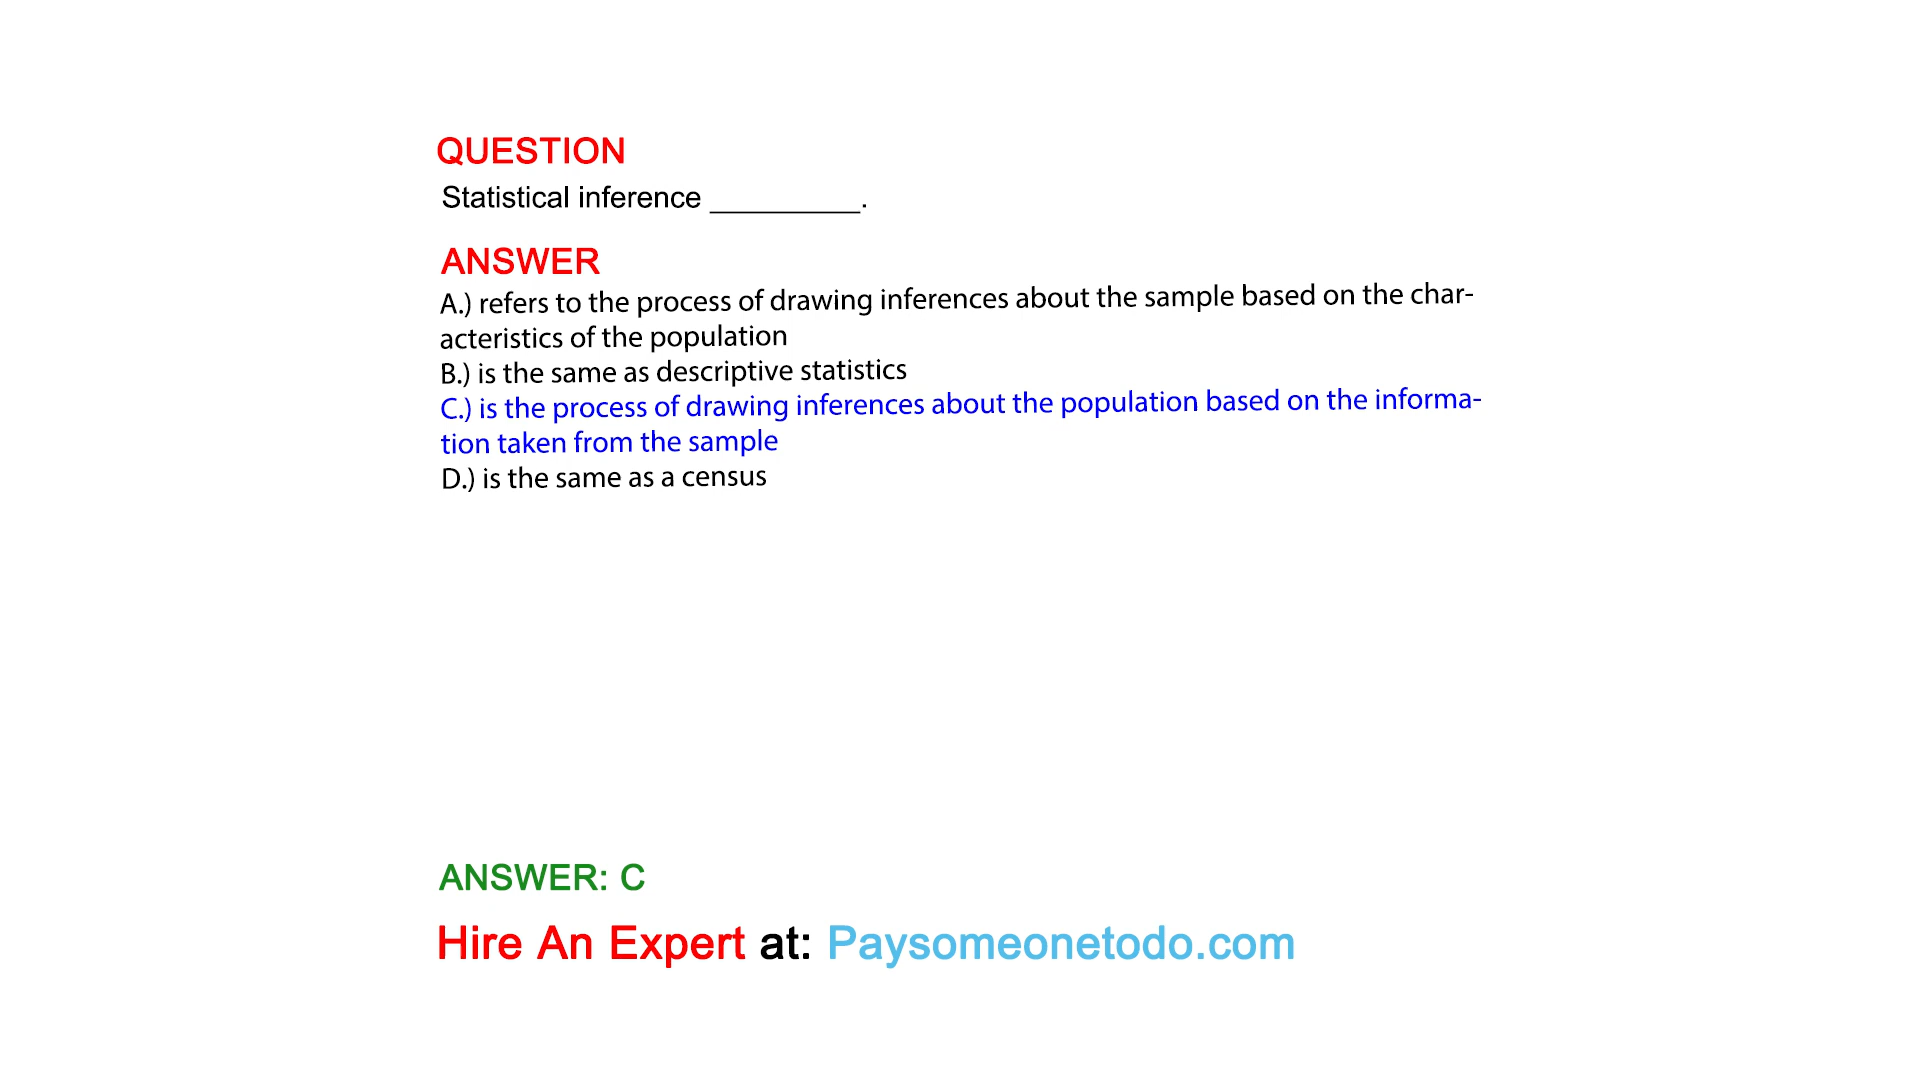 QUESTION
Statistical inference __________.
ANSWER
A.) refers to the process of drawing inferences about the sample based on the char-
acteristics of the population
B.) is the same as descriptive statistics
C.) is the process of drawing inferences about the population based on the informa-
tion taken from the sample
D.) is the same as a census
ANSWER: C
Hire An Expert at: Paysomeonetodo.com